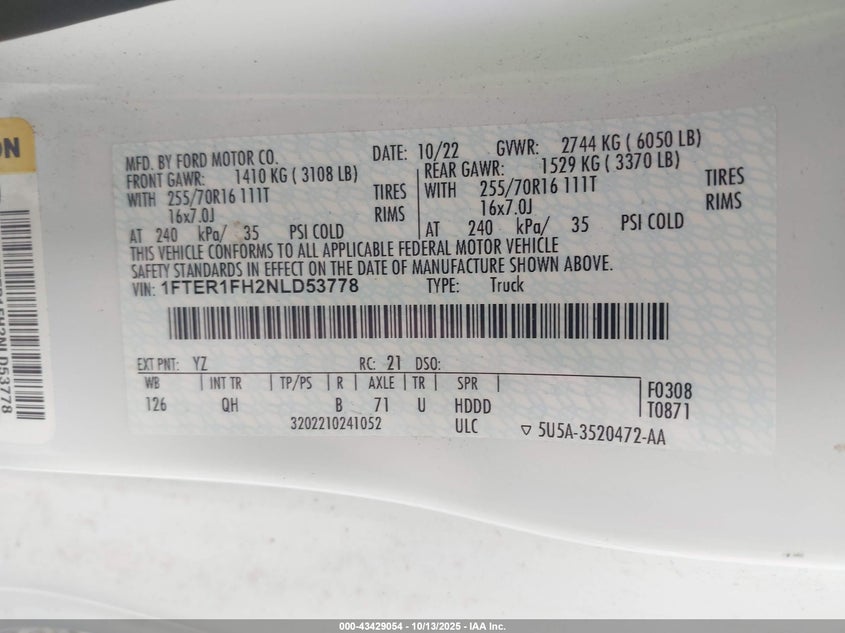 ON
MFD. BY FORD MOTOR CO. DATE: 10/22 GVWR: 2744 KG ( 6050 LB)
FRONT GAWR: 1410 KG ( 3108 LB) REAR GAWR: 1529 KG ( 3370 LB)
WITH 255/70R16 111T TIRES WITH 255/70R16 111T TIRES
16x7.0J RIMS 16x7.0J RIMS
AT 240 kPa/ 35 PSI COLD AT 240 kPa/ 35 PSI COLD
THIS VEHICLE CONFORMS TO ALL APPLICABLE FEDERAL MOTOR VEHICLE
SAFETY STANDARDS IN EFFECT ON THE DATE OF MANUFACTURE SHOWN ABOVE.
VIN: 1FTER1FH2NLD53778 TYPE: Truck
EXT PNT: YZ RC: 21 DSO:
WB INT TR TP/PS R AXLE TR SPR F0308
126 QH B 71 U HDDD T0871
3202210241052 ULC ▽ 5U5A-3520472-AA
000-43429054 - 10/13/2025 - IAA Inc.